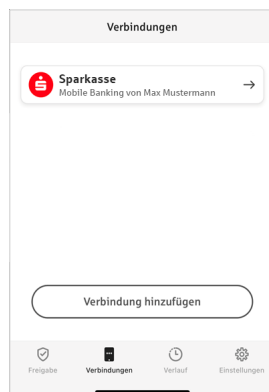 Verbindungen
Sparkasse
Mobile Banking von Max Mustermann
Verbindung hinzufügen
Freigabe
Verbindungen
Verlauf
Einstellungen